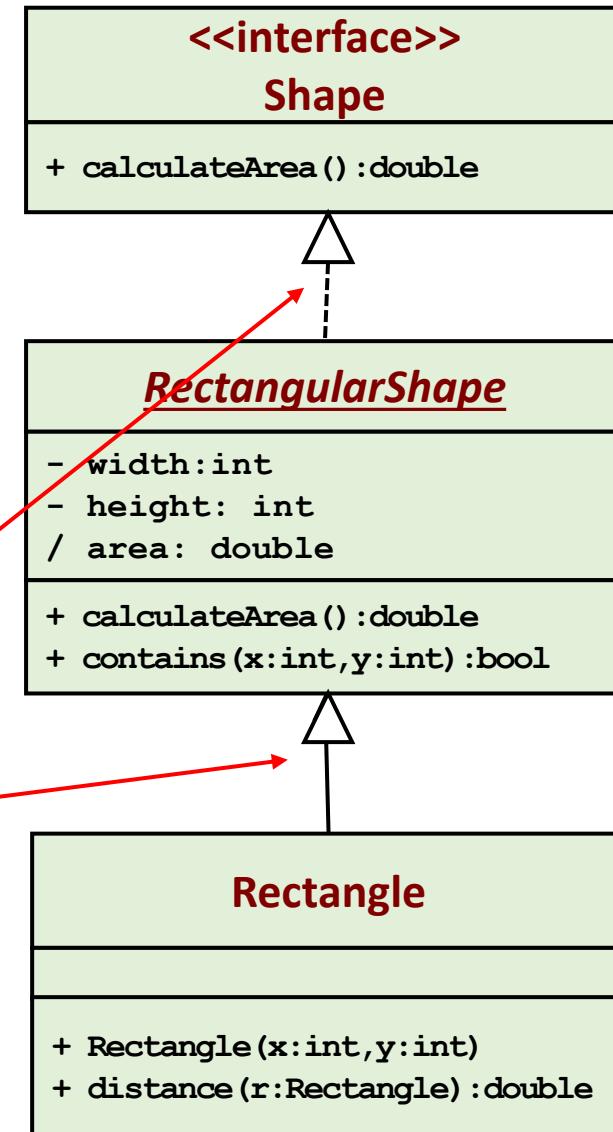 <<interface>>
Shape
+ calculateArea():double
RectangularShape
- width:int
- height: int
/ area: double
+ calculateArea():double
+ contains(x:int,y:int):bool
Rectangle
+ Rectangle(x:int,y:int)
+ distance(r:Rectangle):double